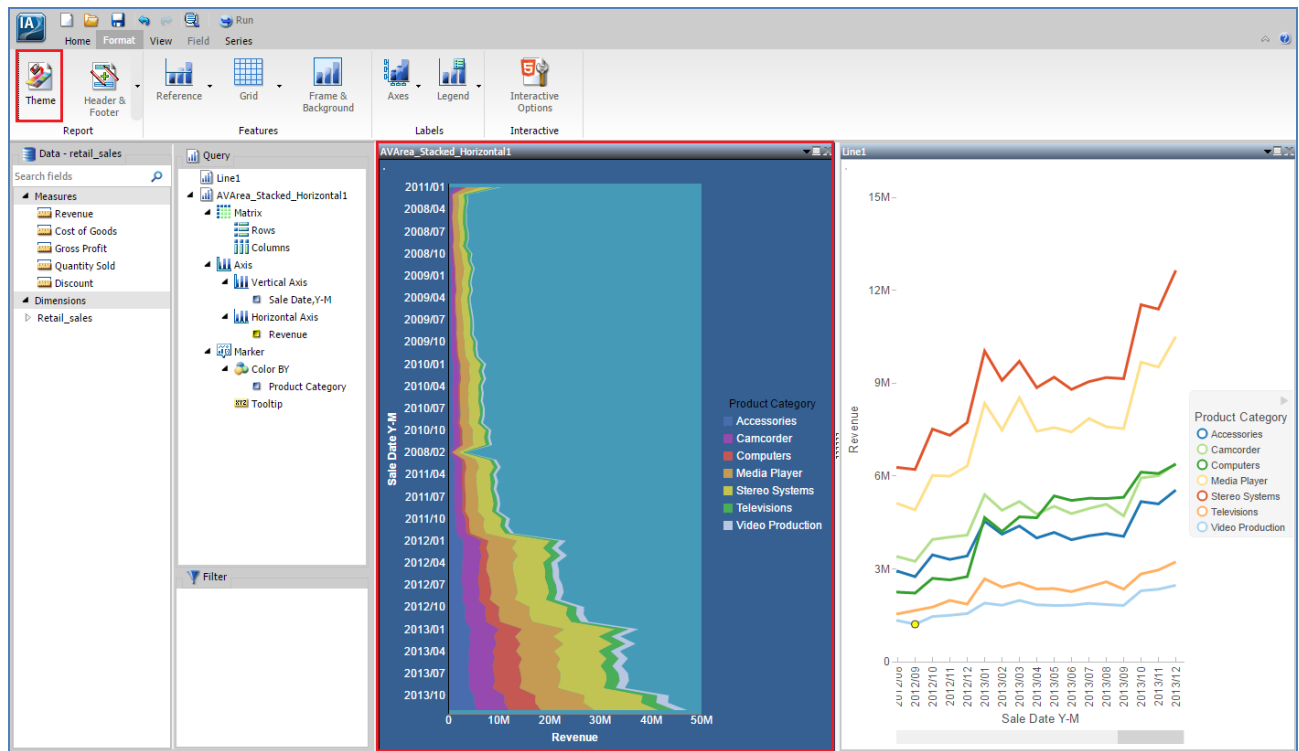 IA
Run
Home Format View Field Series
Theme
Header &
Footer
Reference
Grid
Frame &
Background
Axes
Legend
Interactive
Options
Report
Features
Labels
Interactive
Data - retail_sales
Search fields
Measures
Revenue
Cost of Goods
Gross Profit
Quantity Sold
Discount
Dimensions
Retail_sales
Query
Line1
AVArea_Stacked_Horizontal1
Matrix
Rows
Columns
Axis
Vertical Axis
Sale Date,Y-M
Horizontal Axis
Revenue
Marker
Color BY
Product Category
XYZ Tooltip
Filter
AVArea_Stacked_Horizontal1
Sale Date Y-M
2011/01
2008/04
2008/07
2008/10
2009/01
2009/04
2009/07
2009/10
2010/01
2010/04
2010/07
2010/10
2008/02
2011/04
2011/07
2011/10
2012/01
2012/04
2012/07
2012/10
2013/01
2013/04
2013/07
2013/10
0 10M 20M 30M 40M 50M
Revenue
Product Category
Accessories
Camcorder
Computers
Media Player
Stereo Systems
Televisions
Video Production
Line1
Revenue
15M
12M
9M
6M
3M
0
2012/08
2012/09
2012/10
2012/11
2012/12
2013/01
2013/02
2013/03
2013/04
2013/05
2013/06
2013/07
2013/08
2013/09
2013/10
2013/11
2013/12
Sale Date Y-M
Product Category
Accessories
Camcorder
Computers
Media Player
Stereo Systems
Televisions
Video Production